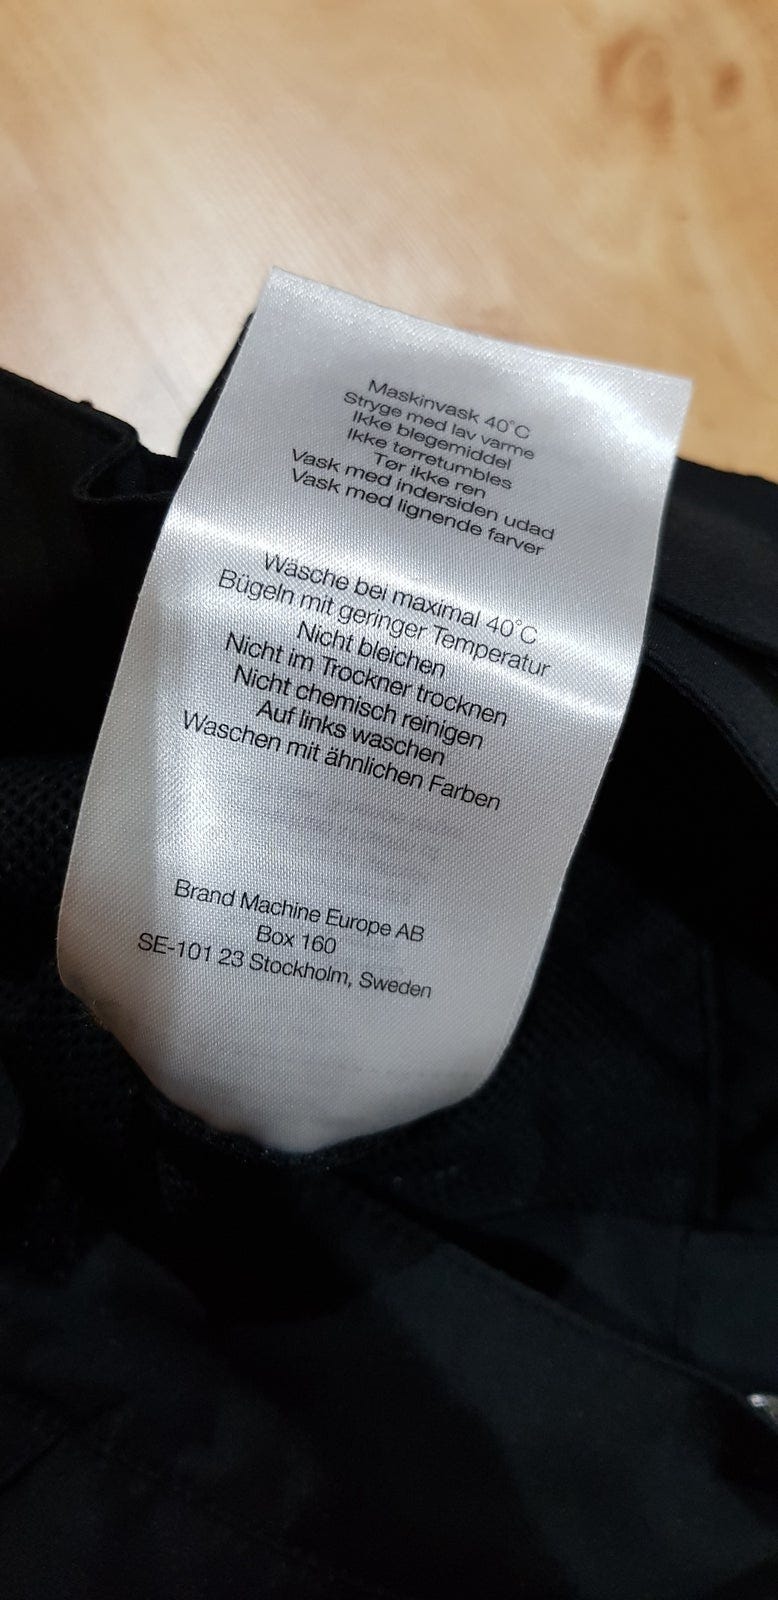 Maskinvask 40°C
Stryge med lav varme
Ikke blegemiddel
Ikke tørretumbles
Tør ikke ren
Vask med indersiden udad
Vask med lignende farver
Wäsche bei maximal 40°C
Bügeln mit geringer Temperatur
Nicht bleichen
Nicht im Trockner trocknen
Nicht chemisch reinigen
Auf links waschen
Waschen mit ähnlichen Farben
Brand Machine Europe AB
Box 160
SE-101 23 Stockholm, Sweden